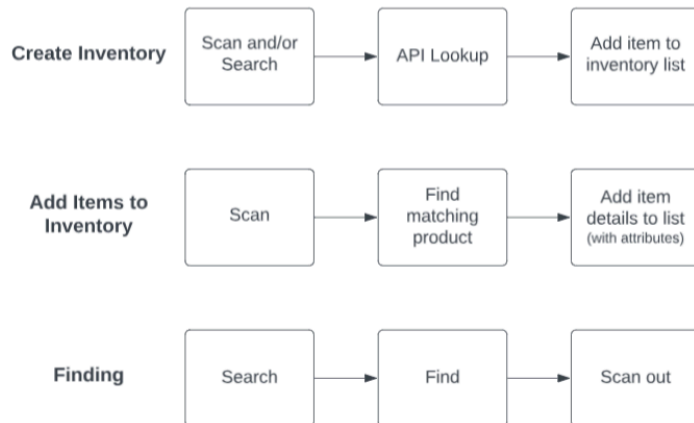 Create Inventory
Scan and/or
Search
API Lookup
Add item to
inventory list
Add Items to
Inventory
Scan
Find
matching
product
Add item
details to list
(with attributes)
Finding
Search
Find
Scan out